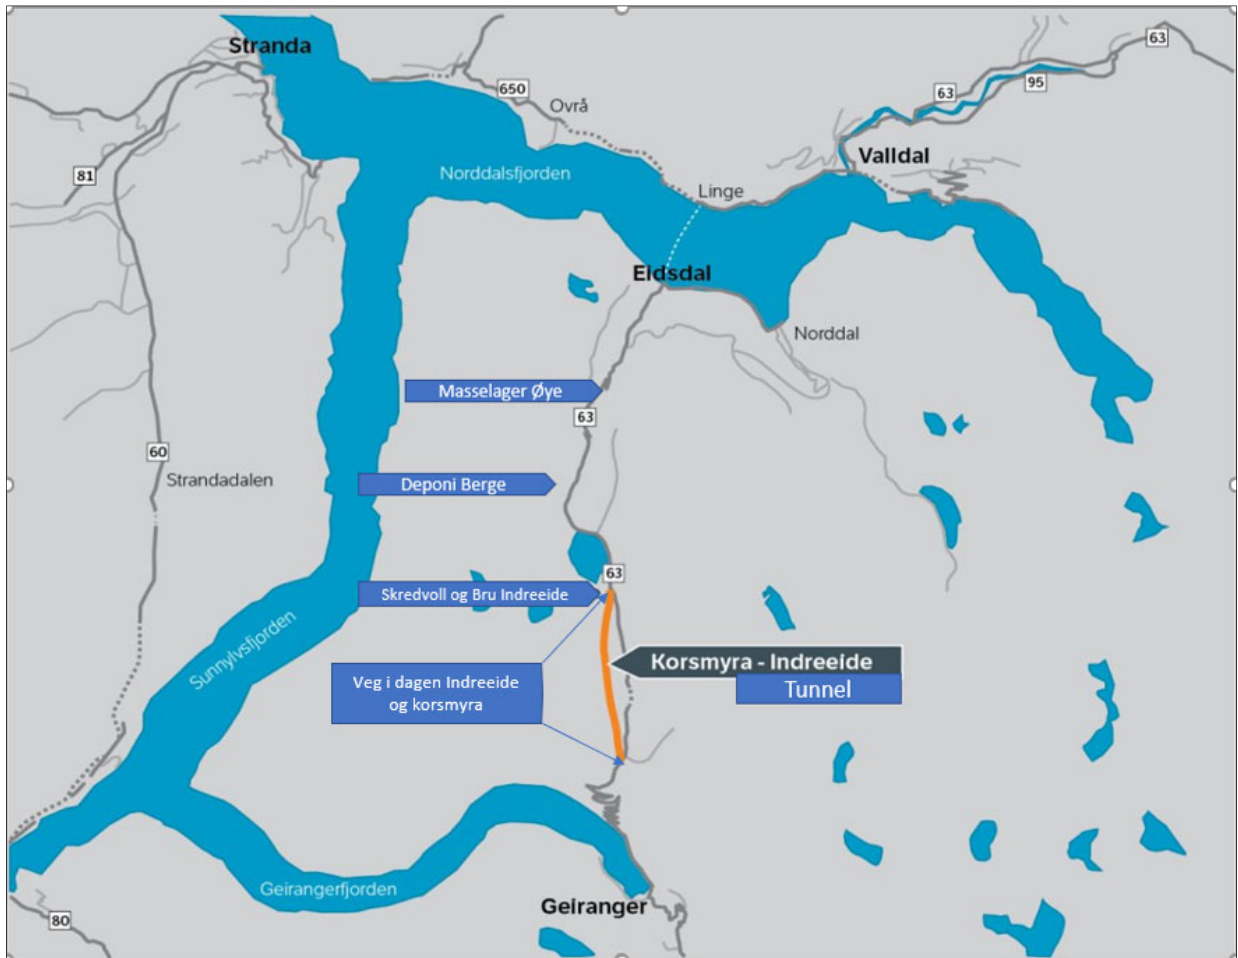 Stranda
63
650
63
95
Ovrå
Valldal
81
Norddalsfjorden
Linge
Eidsdal
Norddal
Masselager Øye
63
60
Strandadalen
Deponi Berge
63
Skredvoll og Bru Indreeide
Sunnylvsfjorden
Korsmyra - Indreeide
Veg i dagen Indreeide
og korsmyra
Tunnel
Geirangerfjorden
Geiranger
80